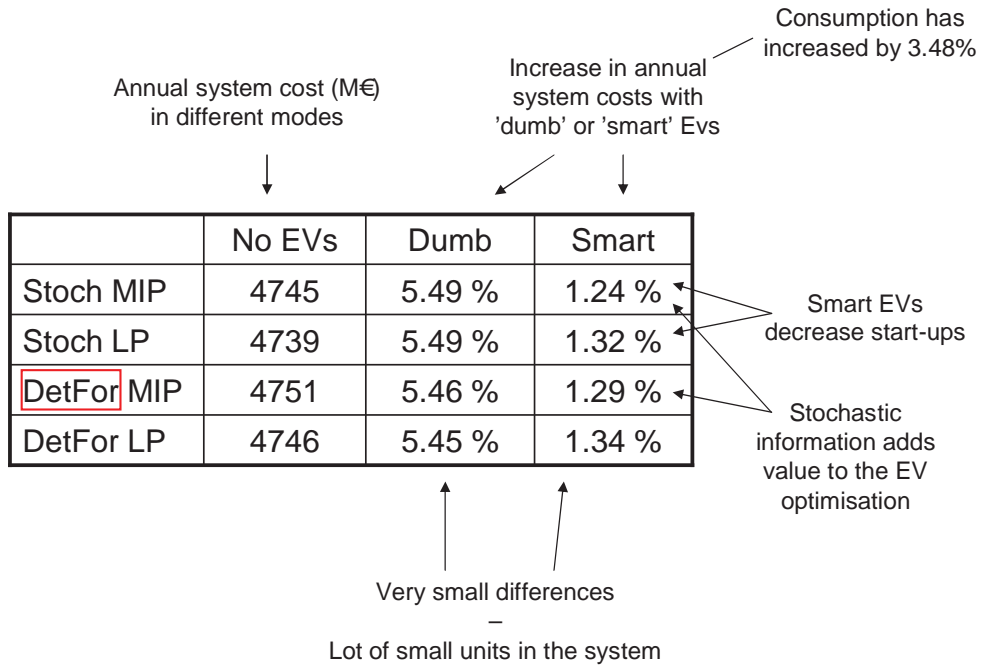 Consumption has
increased by 3.48%
Increase in annual
system costs with
’dumb’ or ’smart’ Evs
Annual system cost (M€)
in different modes
No EVs Dumb Smart
Stoch MIP 4745 5.49 % 1.24 %
Stoch LP 4739 5.49 % 1.32 %
DetFor MIP 4751 5.46 % 1.29 %
DetFor LP 4746 5.45 % 1.34 %
Smart EVs
decrease start-ups
Stochastic
information adds
value to the EV
optimisation
Very small differences
–
Lot of small units in the system